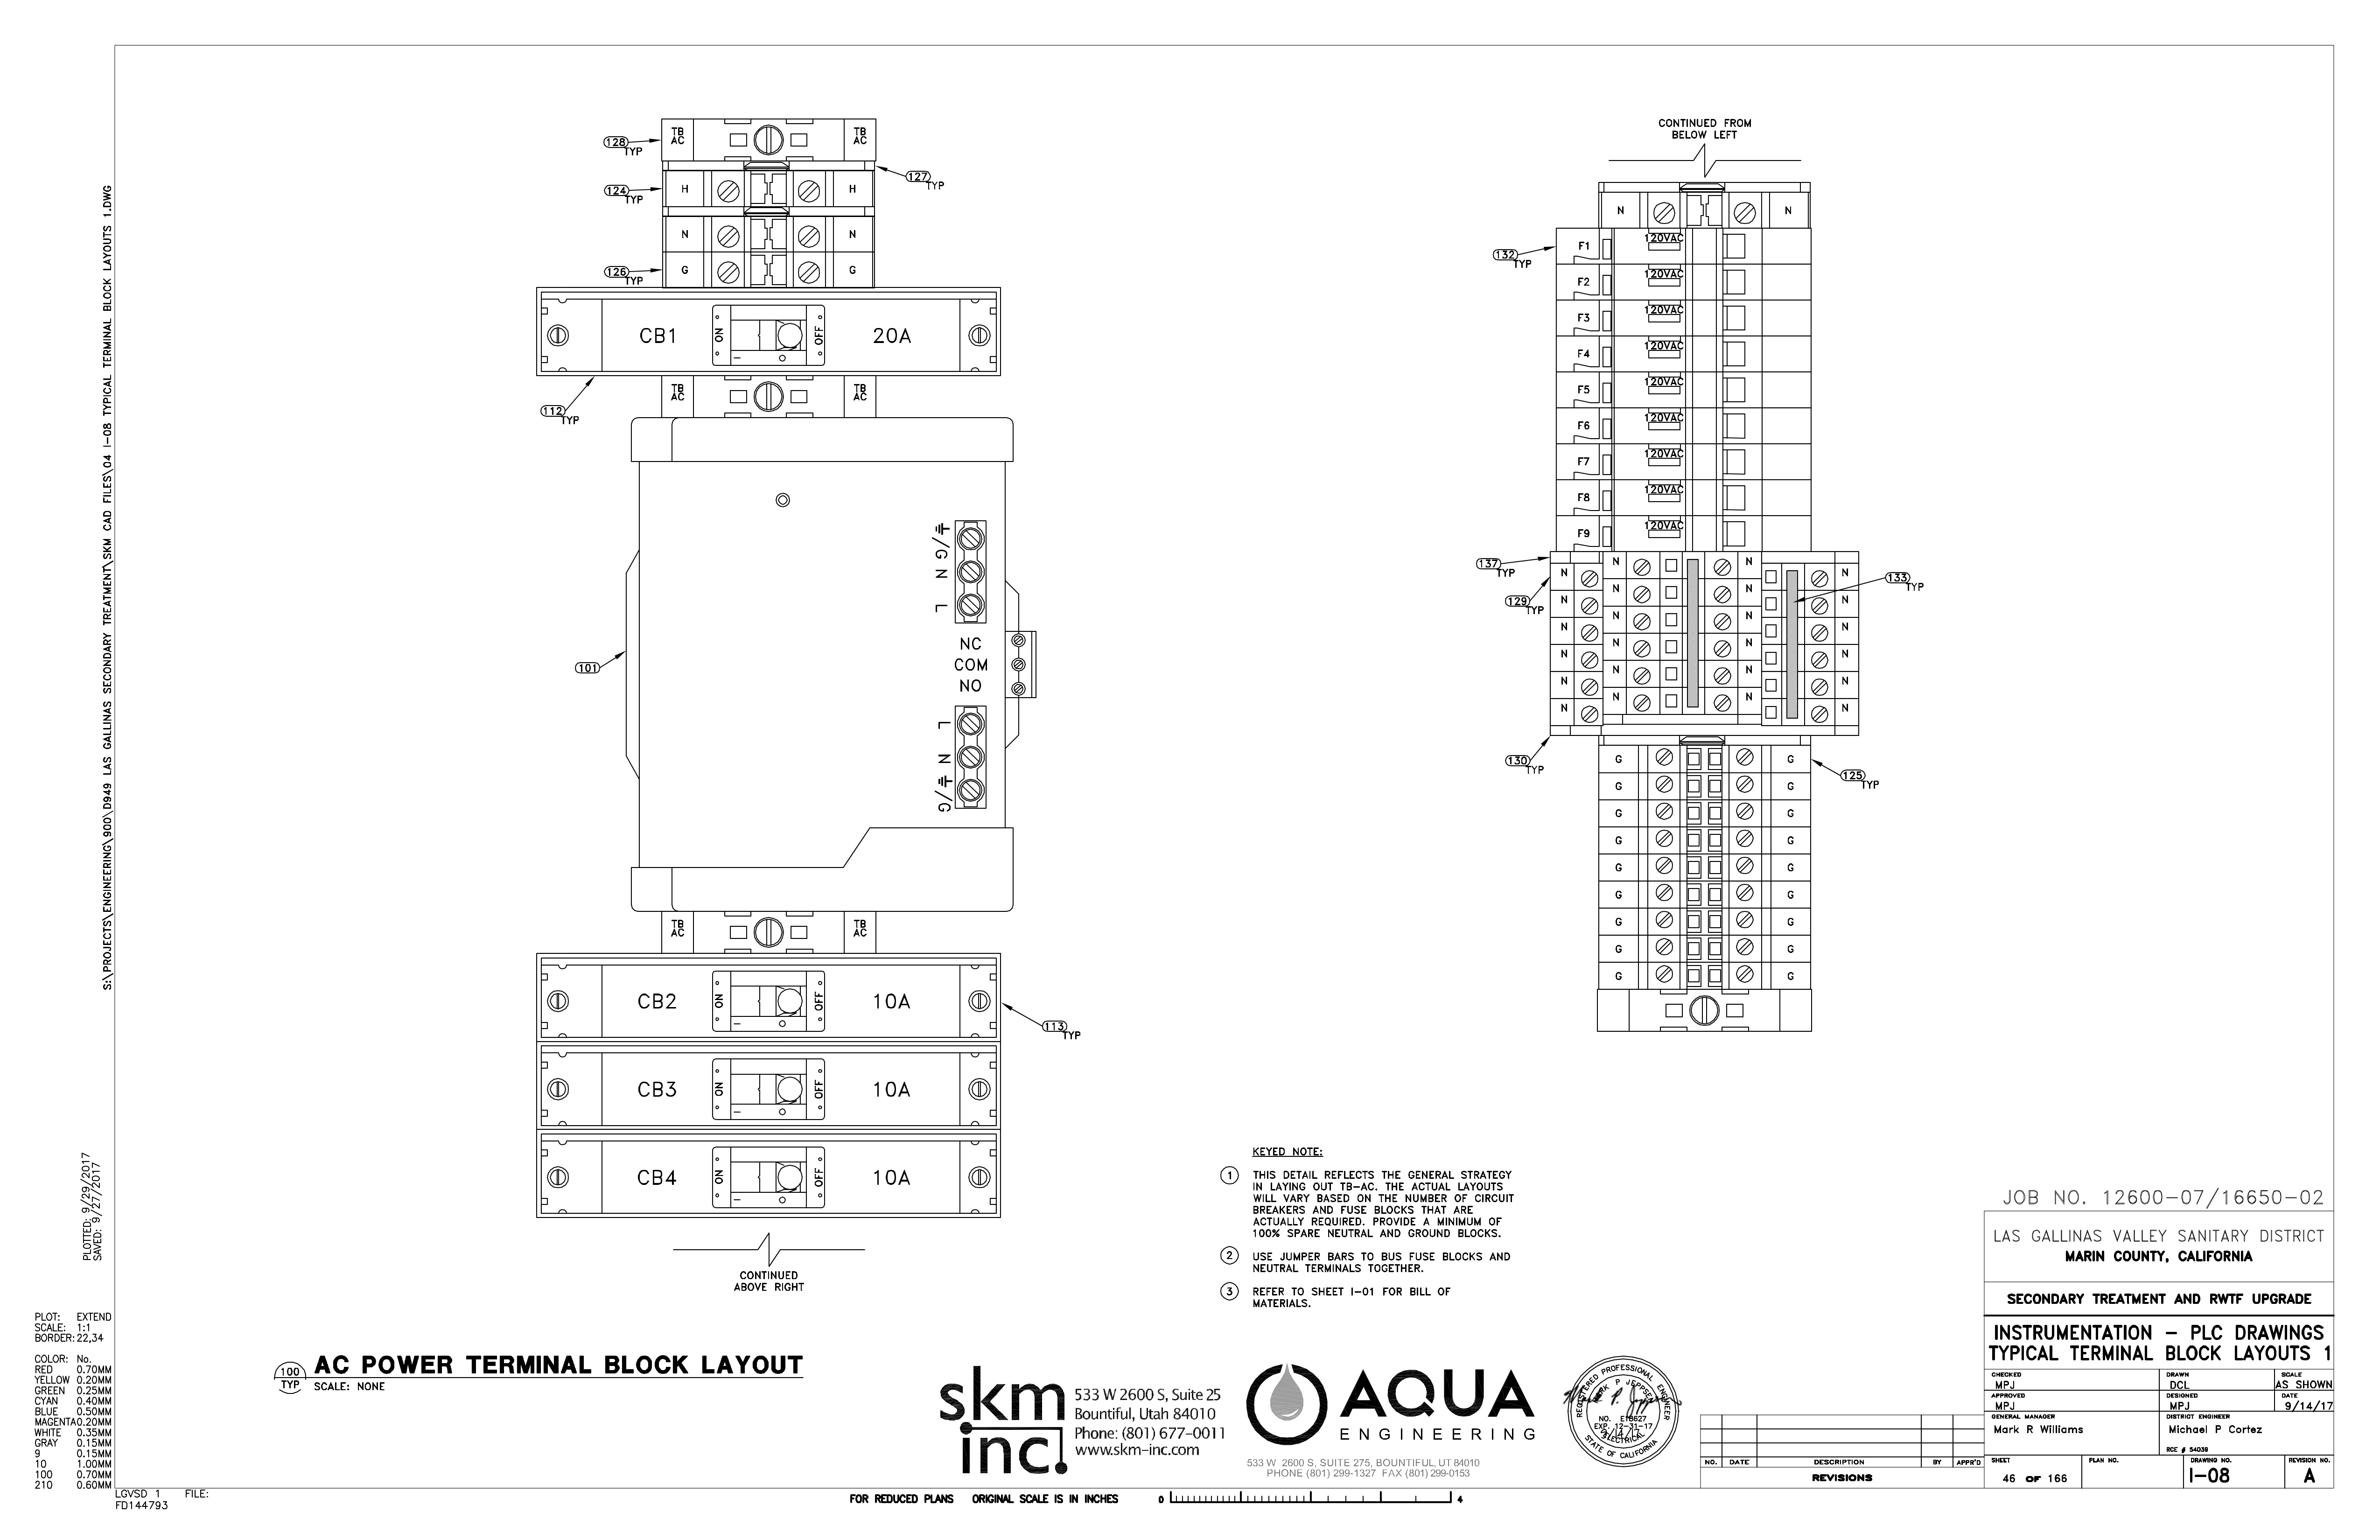 S:\PROJECTS\ENGINEERING\900\D949 LAS GALLINAS SECONDARY TREATMENT\SKM CAD FILES\04 I-08 TYPICAL TERMINAL BLOCK LAYOUTS 1.DWG
PLOTTED: 9/29/2017
SAVED: 9/27/2017
PLOT: EXTEND
SCALE: 1:1
BORDER: 22,34
COLOR: No.
RED 0.70MM
YELLOW 0.20MM
GREEN 0.25MM
CYAN 0.40MM
BLUE 0.50MM
MAGENTA 0.20MM
WHITE 0.35MM
GRAY 0.15MM
9 0.15MM
10 1.00MM
100 0.70MM
210 0.60MM
LGVSD 1 FILE:
FD144793
TB AC TB AC
128 TYP
127 TYP
H H
124 TYP
N N
G G
126 TYP
CB1 ON OFF 20A
112 TYP
TB AC TB AC
/G N L
NC
COM
NO
L N /G
101
TB AC TB AC
CB2 ON OFF 10A
113 TYP
CB3 ON OFF 10A
CB4 ON OFF 10A
CONTINUED
ABOVE RIGHT
CONTINUED FROM
BELOW LEFT
N N
132 TYP
F1 120VAC
F2 120VAC
F3 120VAC
F4 120VAC
F5 120VAC
F6 120VAC
F7 120VAC
F8 120VAC
F9 120VAC
137 TYP
129 TYP
133 TYP
N N N N
N N N N
N N N N
N N N N
N N N N
N N N N
130 TYP
125 TYP
G G
G G
G G
G G
G G
G G
G G
G G
G G
KEYED NOTE:
1 THIS DETAIL REFLECTS THE GENERAL STRATEGY
IN LAYING OUT TB-AC. THE ACTUAL LAYOUTS
WILL VARY BASED ON THE NUMBER OF CIRCUIT
BREAKERS AND FUSE BLOCKS THAT ARE
ACTUALLY REQUIRED. PROVIDE A MINIMUM OF
100% SPARE NEUTRAL AND GROUND BLOCKS.
2 USE JUMPER BARS TO BUS FUSE BLOCKS AND
NEUTRAL TERMINALS TOGETHER.
3 REFER TO SHEET I-01 FOR BILL OF
MATERIALS.
100 TYP
AC POWER TERMINAL BLOCK LAYOUT
SCALE: NONE
skm inc.
533 W 2600 S, Suite 25
Bountiful, Utah 84010
Phone: (801) 677-0011
www.skm-inc.com
AQUA
ENGINEERING
533 W 2600 S, SUITE 275, BOUNTIFUL, UT 84010
PHONE (801) 299-1327 FAX (801) 299-0153
REGISTERED PROFESSIONAL ENGINEER
MARK P JEPPSEN
NO. E18627
EXP. 12-31-17
9/14/17
ELECTRICAL
STATE OF CALIFORNIA
FOR REDUCED PLANS ORIGINAL SCALE IS IN INCHES 0 4
NO. DATE DESCRIPTION BY APPR'D
REVISIONS
JOB NO. 12600-07/16650-02
LAS GALLINAS VALLEY SANITARY DISTRICT
MARIN COUNTY, CALIFORNIA
SECONDARY TREATMENT AND RWTF UPGRADE
INSTRUMENTATION - PLC DRAWINGS
TYPICAL TERMINAL BLOCK LAYOUTS 1
CHECKED DRAWN SCALE
MPJ DCL AS SHOWN
APPROVED DESIGNED DATE
MPJ MPJ 9/14/17
GENERAL MANAGER DISTRICT ENGINEER
Mark R Williams Michael P Cortez
RCE # 54039
SHEET PLAN NO. DRAWING NO. REVISION NO.
46 OF 166 I-08 A